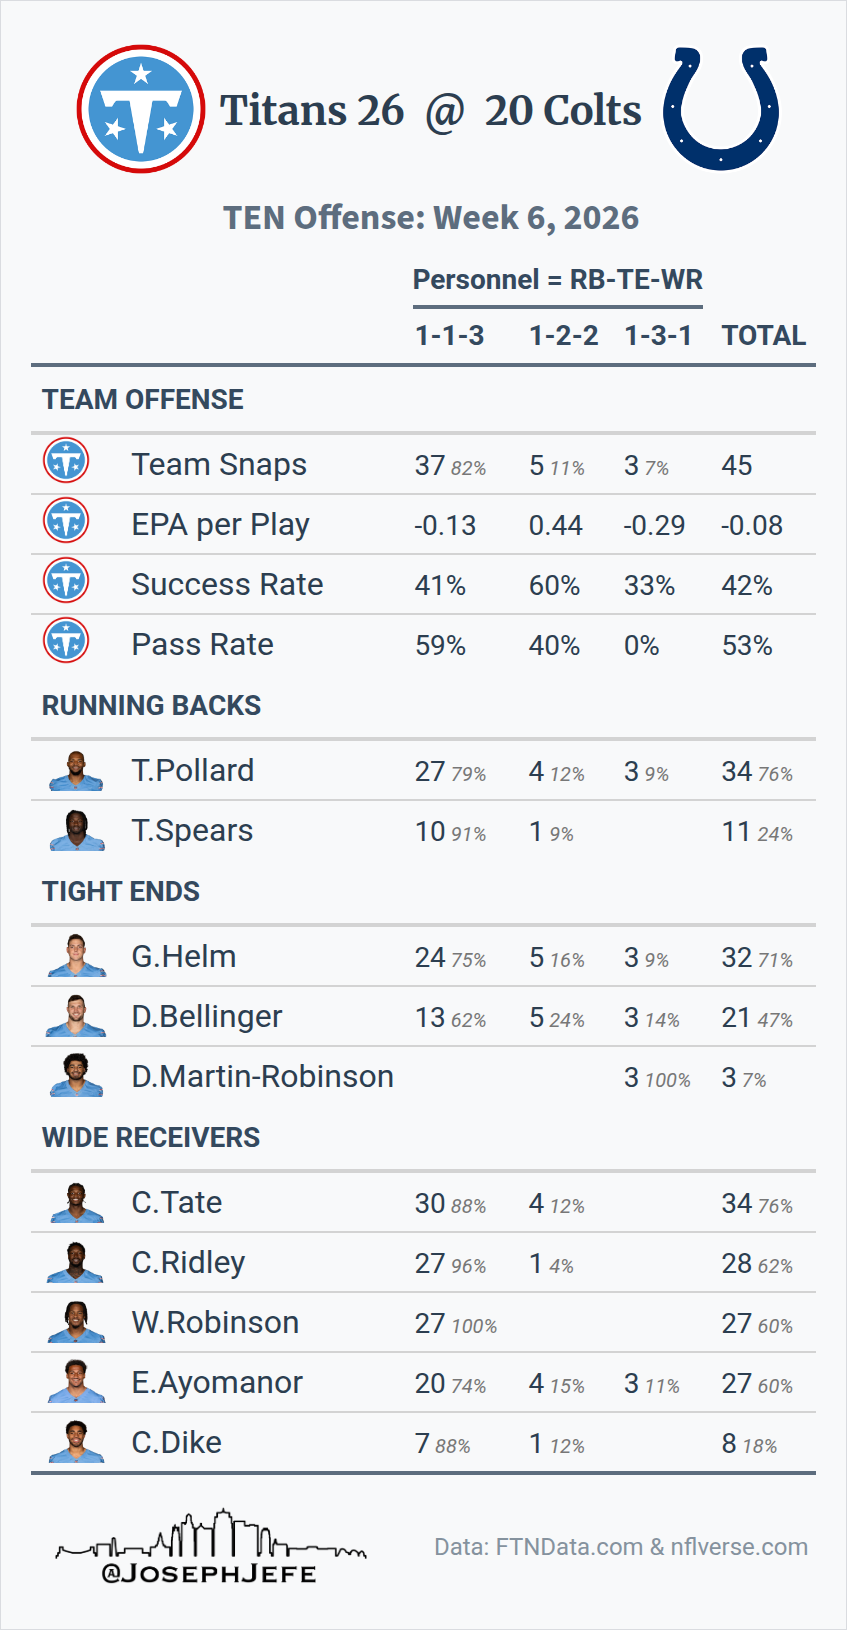 Titans 26 @ 20 Colts
TEN Offense: Week 6, 2026
Personnel = RB-TE-WR
1-1-3 1-2-2 1-3-1 TOTAL
TEAM OFFENSE
Team Snaps 37 82% 5 11% 3 7% 45
EPA per Play -0.13 0.44 -0.29 -0.08
Success Rate 41% 60% 33% 42%
Pass Rate 59% 40% 0% 53%
RUNNING BACKS
T.Pollard 27 79% 4 12% 3 9% 34 76%
T.Spears 10 91% 1 9% 11 24%
TIGHT ENDS
G.Helm 24 75% 5 16% 3 9% 32 71%
D.Bellinger 13 62% 5 24% 3 14% 21 47%
D.Martin-Robinson 3 100% 3 7%
WIDE RECEIVERS
C.Tate 30 88% 4 12% 34 76%
C.Ridley 27 96% 1 4% 28 62%
W.Robinson 27 100% 27 60%
E.Ayomanor 20 74% 4 15% 3 11% 27 60%
C.Dike 7 88% 1 12% 8 18%
@JOSEPHJEFE
Data: FTNData.com & nflverse.com